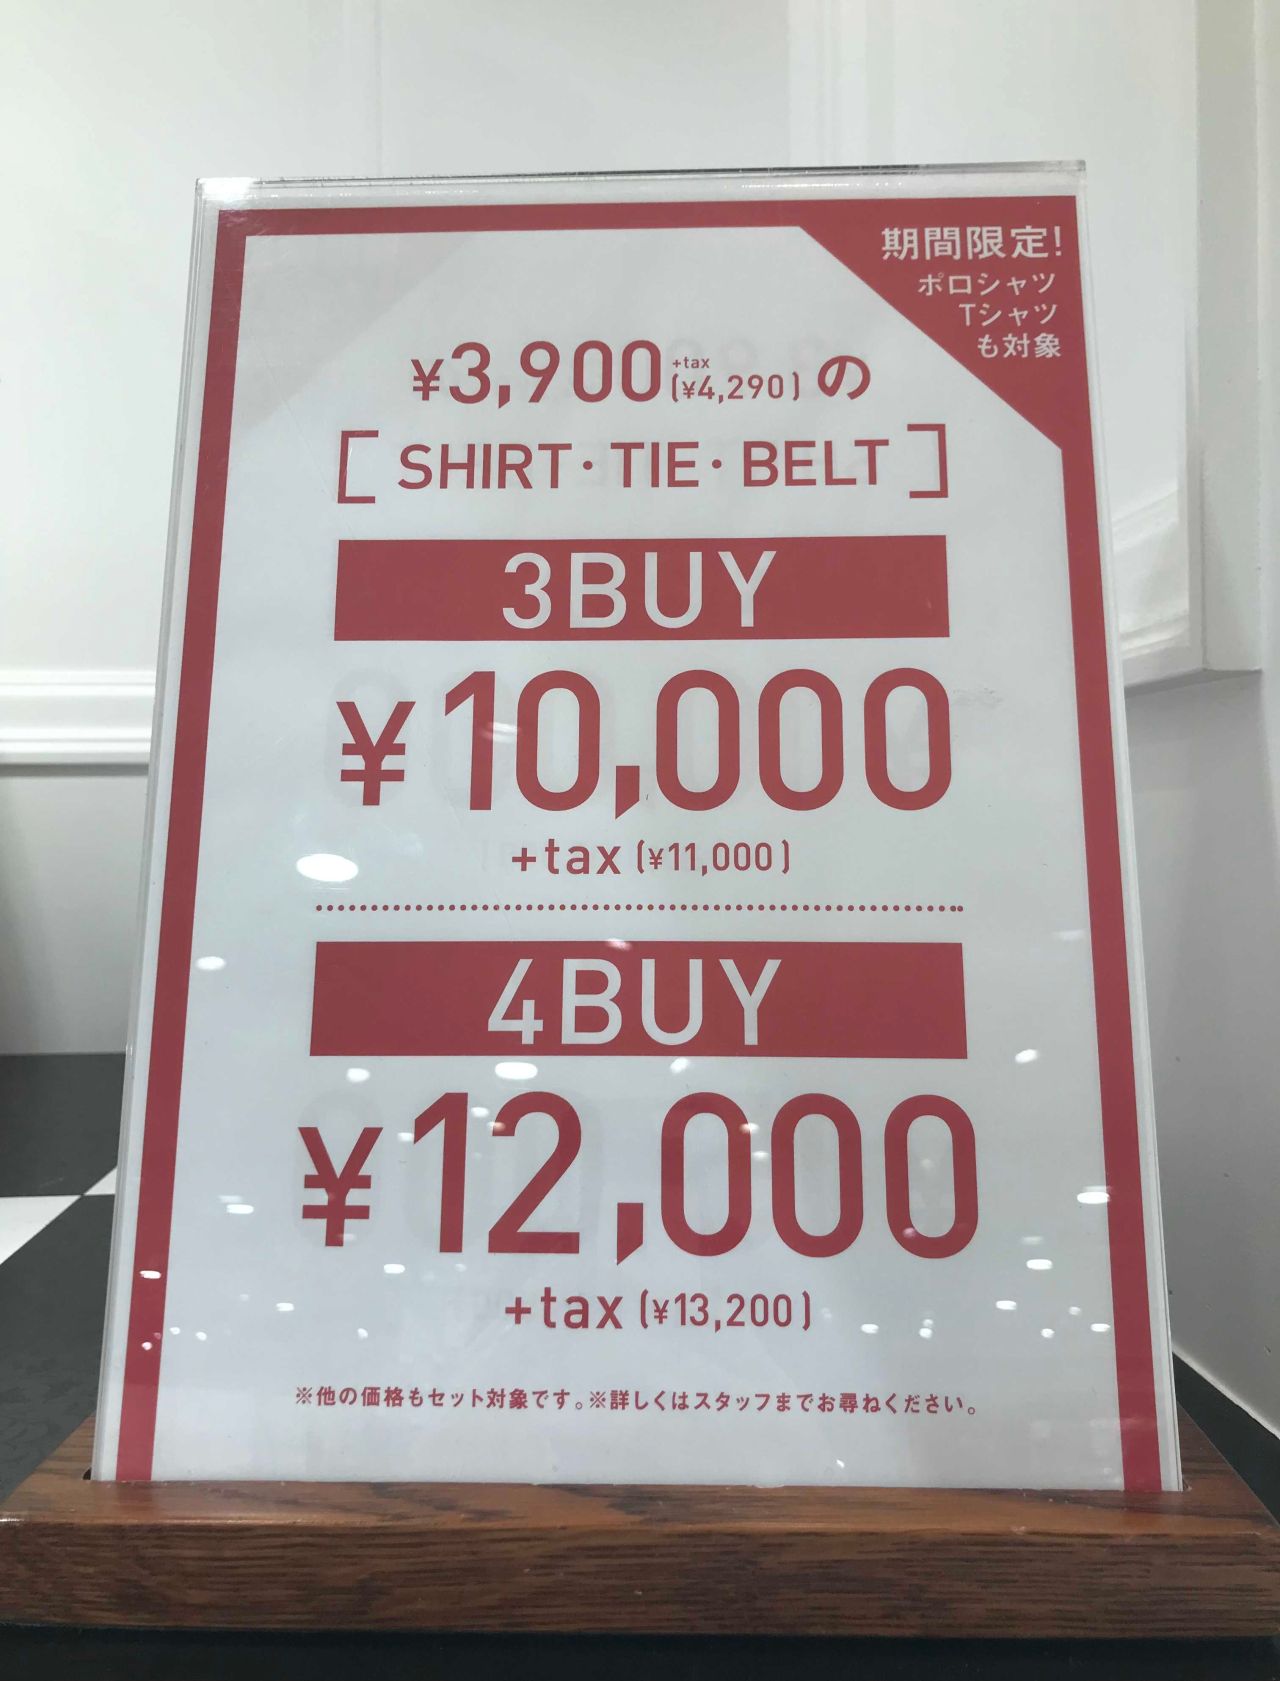 期間限定!
ポロシャツ
Tシャツ
も対象
¥3,900 +tax (¥4,290) の
[ SHIRT・TIE・BELT ]
3BUY
¥10,000
+tax (¥11,000)
4BUY
¥12,000
+tax (¥13,200)
※他の価格もセット対象です。※詳しくはスタッフまでお尋ねください。